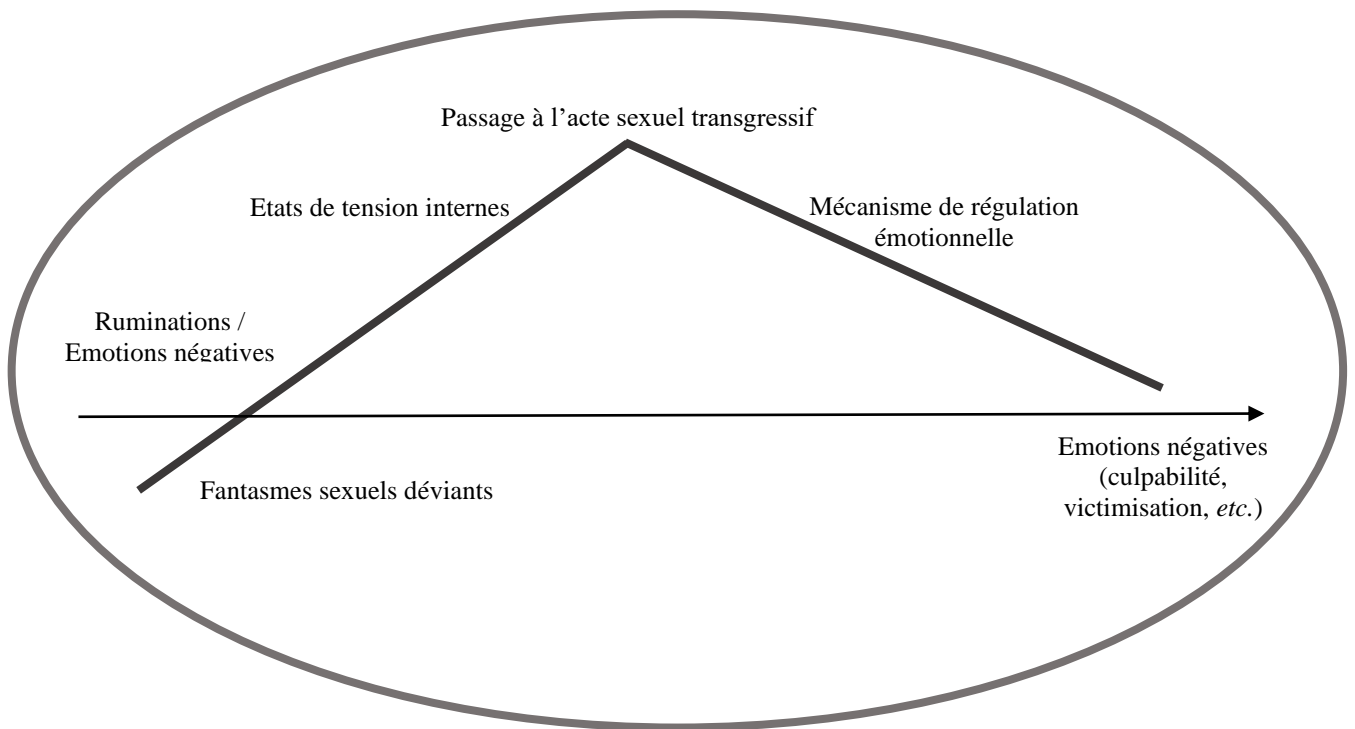 Passage à l’acte sexuel transgressif
Etats de tension internes
Mécanisme de régulation
émotionnelle
Ruminations /
Emotions négatives
Fantasmes sexuels déviants
Emotions négatives
(culpabilité,
victimisation, etc.)